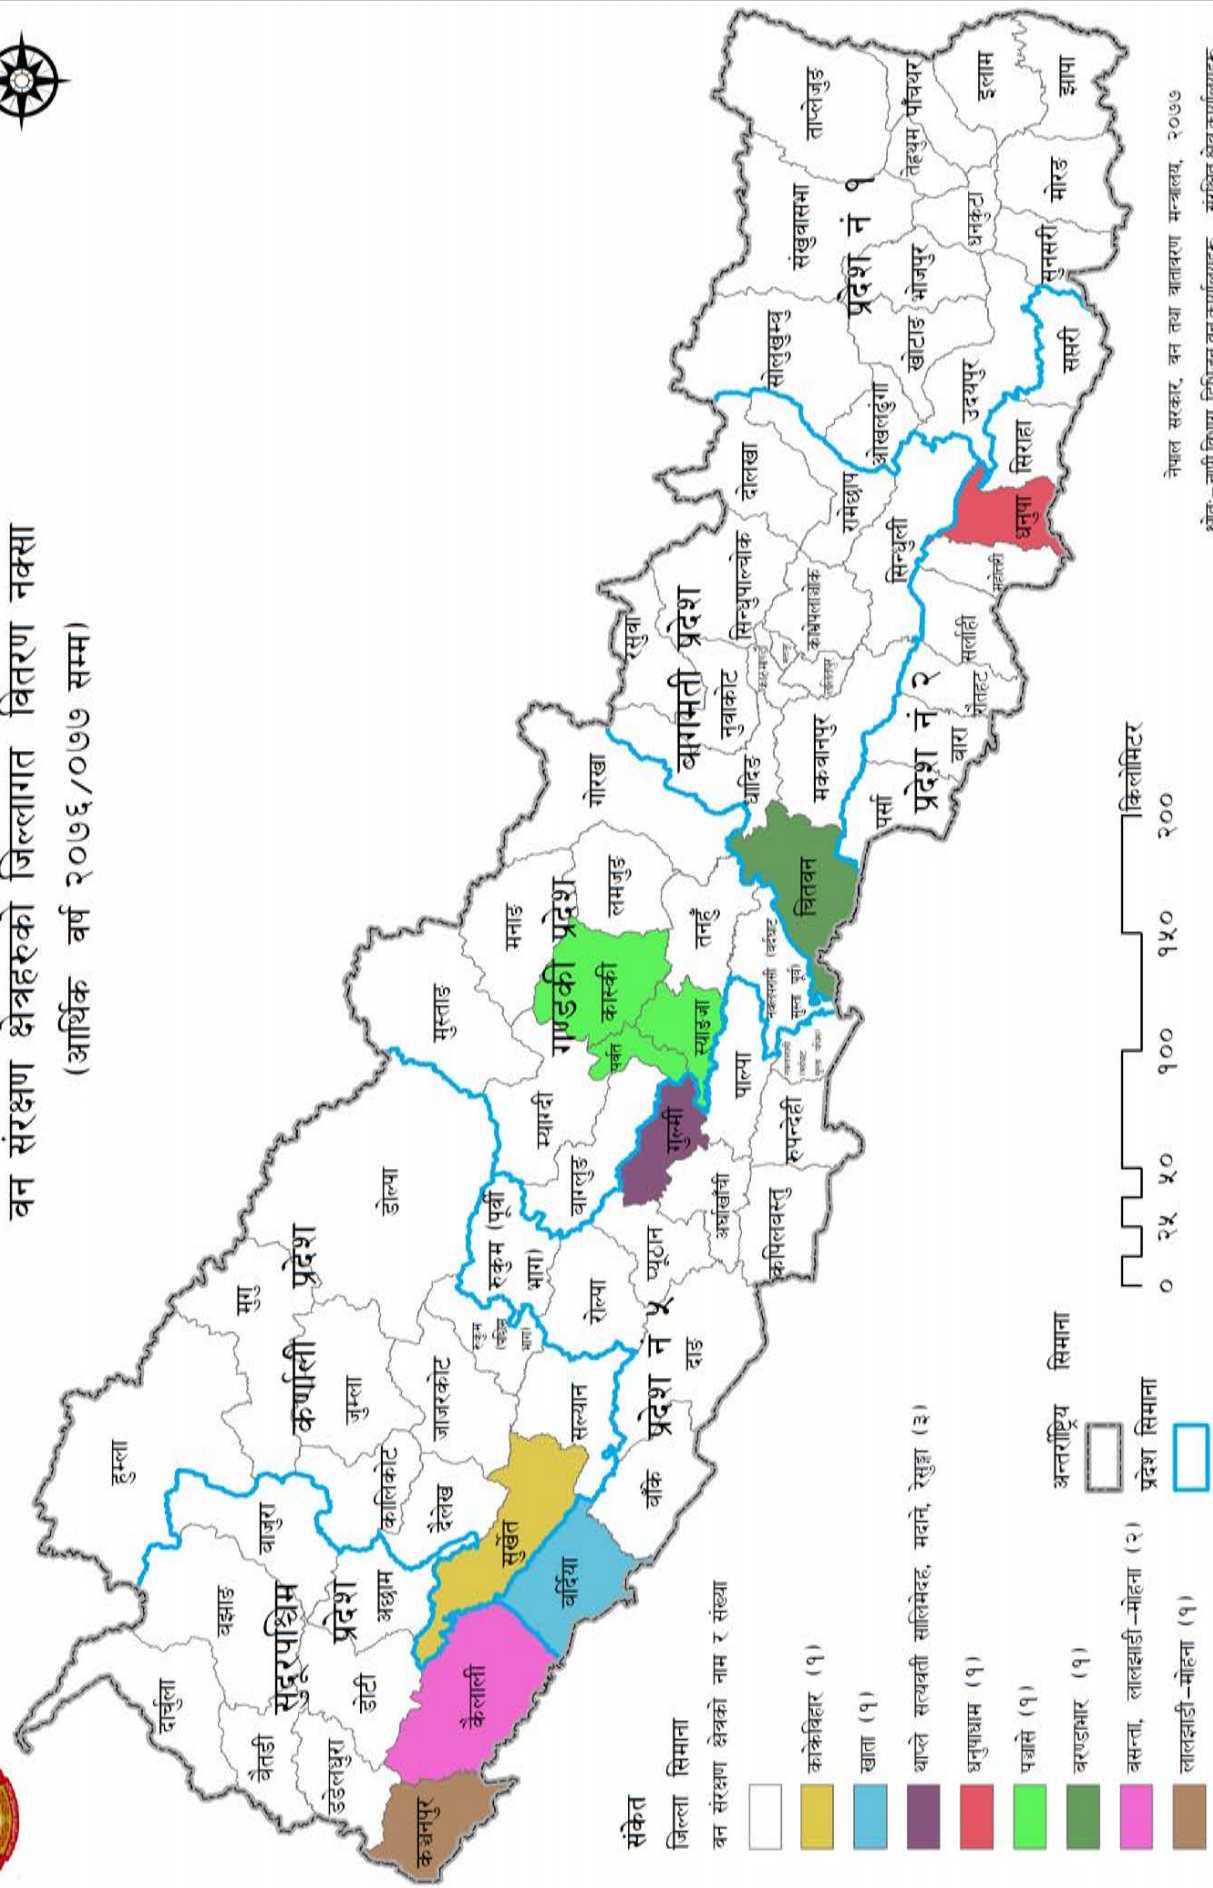 वन संरक्षण क्षेत्रहरुको जिल्लागत वितरण नक्सा
(आर्थिक वर्ष २०७६/०७७ सम्म)
दार्चुला
बैतडी
डडेलधुरा
कञ्चनपुर
बझाङ
बाजुरा
सुदूरपश्चिम
प्रदेश
डोटी
अछाम
कैलाली
हुम्ला
मुगु
कर्णाली प्रदेश
जुम्ला
कालिकोट
दैलेख
जाजरकोट
डोल्पा
सुर्खेत
सल्यान
रुकुम
(पश्चिम
भाग)
रुकुम (पूर्वी
भाग)
बर्दिया
बाँके
प्रदेश नं ५
दाङ
रोल्पा
प्यूठान
गुल्मी
अर्घाखाँची
कपिलवस्तु
रुपन्देही
पाल्पा
मुस्ताङ
मनाङ
म्याग्दी
बाग्लुङ
पर्वत
कास्की
गण्डकी प्रदेश
स्याङजा
लमजुङ
तनहुँ
गोरखा
चितवन
रसुवा
बागमती प्रदेश
नुवाकोट
धादिङ
सिन्धुपाल्चोक
काभ्रेपलाञ्चोक
मकवानपुर
दोलखा
रामेछाप
सिन्धुली
पर्सा
प्रदेश नं २
बारा
रौतहट
सर्लाही
महोत्तरी
धनुषा
सिराहा
सप्तरी
सोलुखुम्बु
ओखलढुंगा
खोटाङ
उदयपुर
संखुवासभा
प्रदेश नं १
भोजपुर
धनकुटा
सुनसरी
ताप्लेजुङ
तेह्रथुम
पाँचथर
इलाम
मोरङ
झापा
संकेत
जिल्ला सिमाना
वन संरक्षण क्षेत्रको नाम र संख्या
काकेविहार (१)
खाता (१)
थाप्ले सत्यवती सालिमेदह, मदाने, रेसुङ्गा (३)
धनुषाधाम (१)
पञ्चासे (१)
बरण्डाभार (१)
बसन्ता, लालझाडी-मोहना (२)
लालझाडी-मोहना (१)
अन्तर्राष्ट्रिय सिमाना
प्रदेश सिमाना
० २५ ५० १०० १५० २००
किलोमिटर
नेपाल सरकार, वन तथा वातावरण मन्त्रालय, २०७७